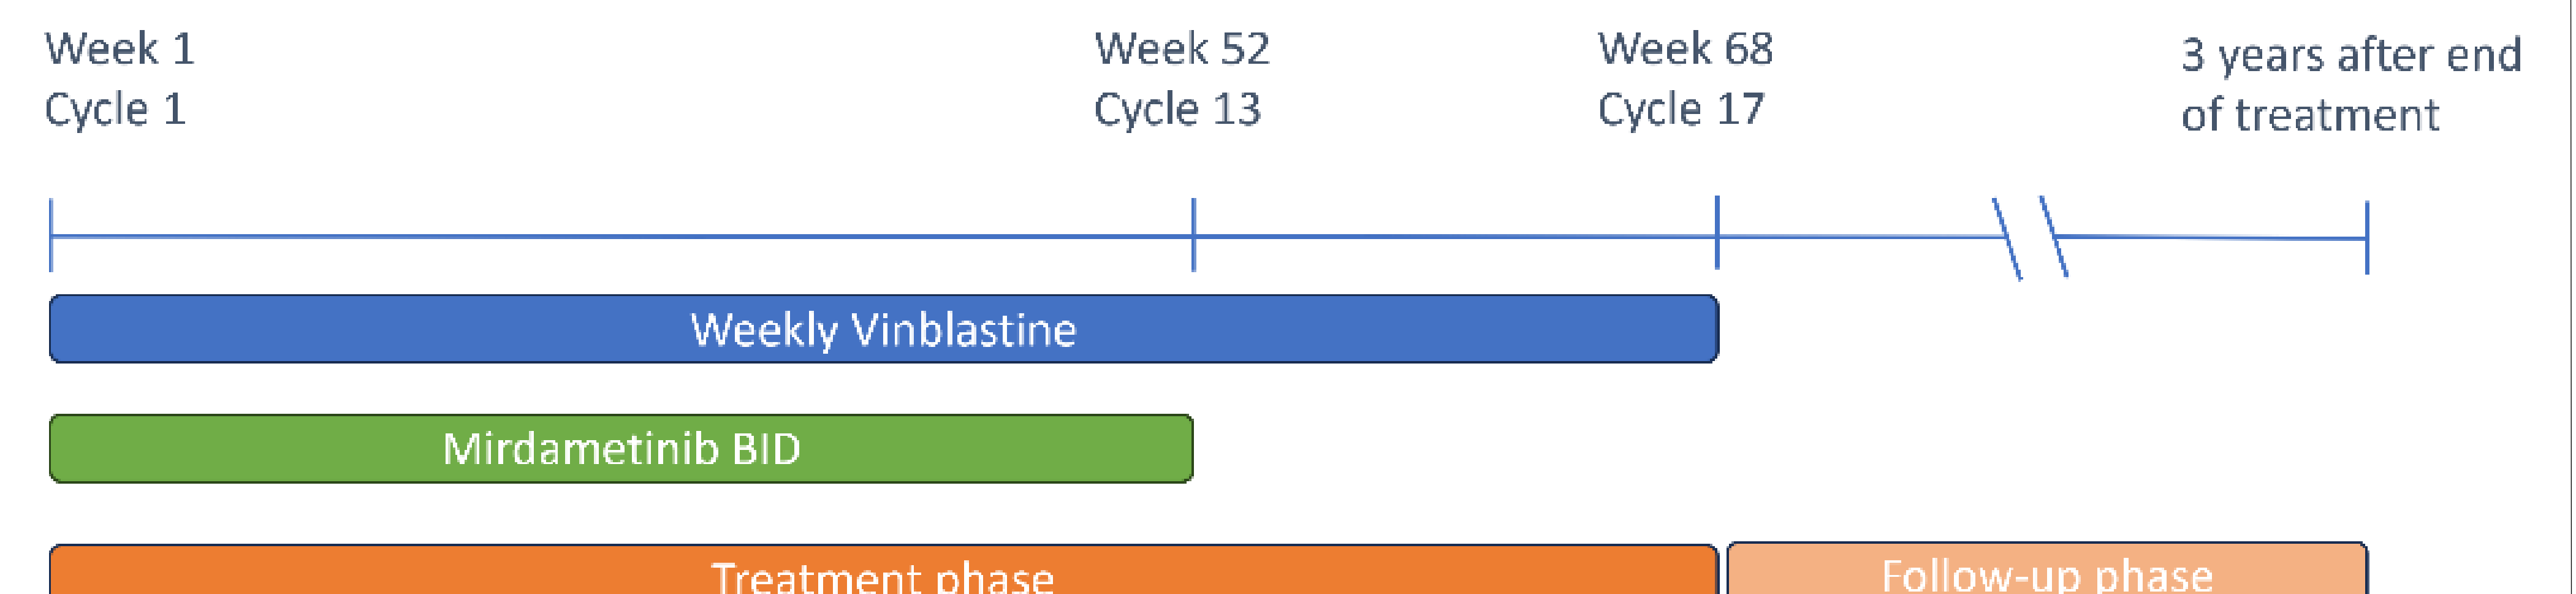 Week 1
Cycle 1
Week 52
Cycle 13
Week 68
Cycle 17
3 years after end
of treatment
Weekly Vinblastine
Mirdametinib BID
Treatment phase
Follow-up phase